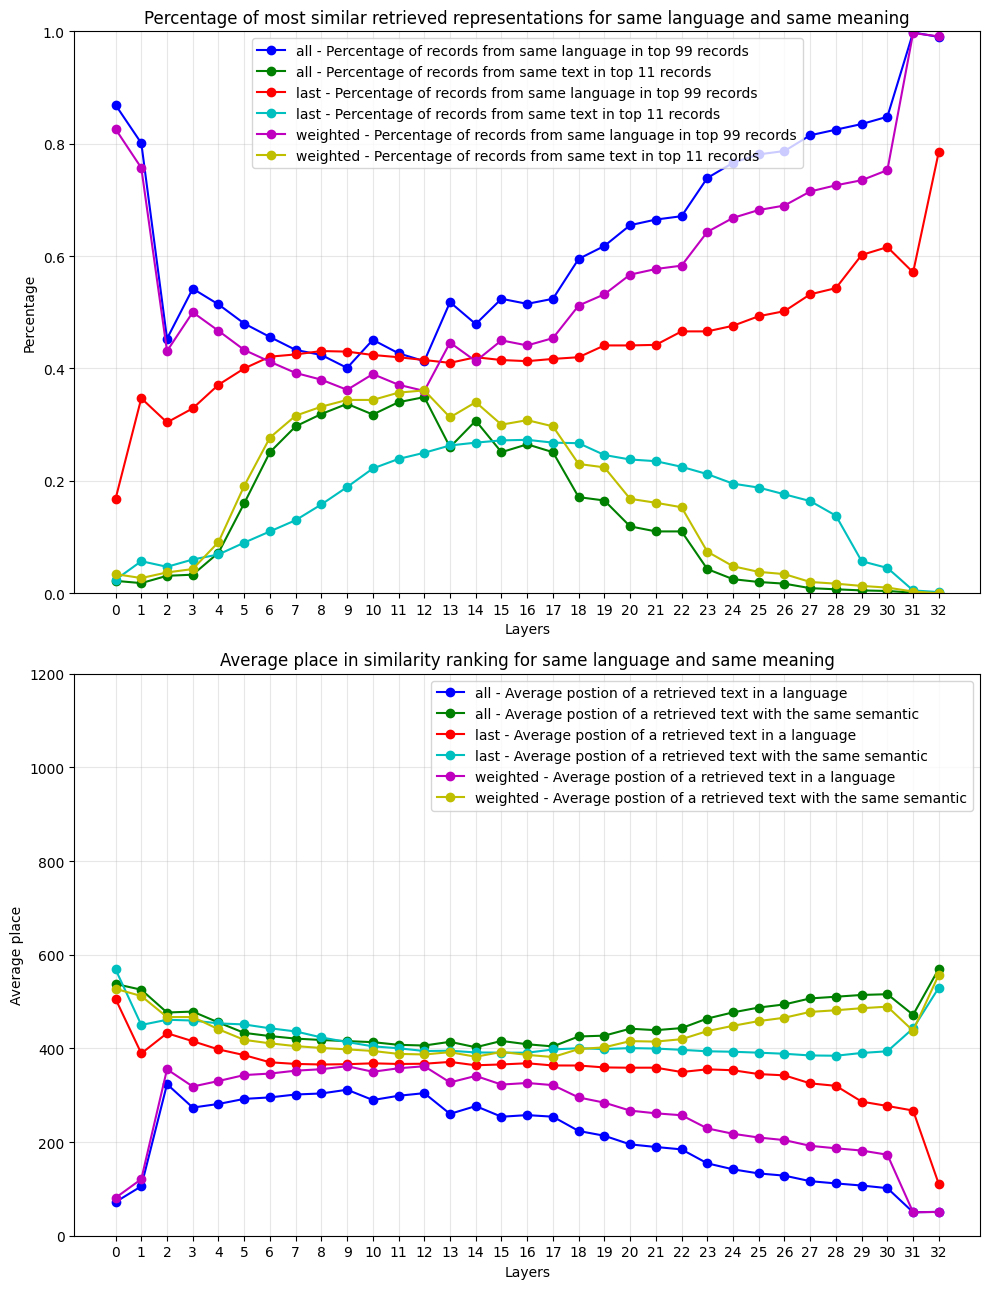 Percentage of most similar retrieved representations for same language and same meaning
1.0
0.8
0.6
0.4
0.2
0.0
Percentage
all - Percentage of records from same language in top 99 records
all - Percentage of records from same text in top 11 records
last - Percentage of records from same language in top 99 records
last - Percentage of records from same text in top 11 records
weighted - Percentage of records from same language in top 99 records
weighted - Percentage of records from same text in top 11 records
0 1 2 3 4 5 6 7 8 9 10 11 12 13 14 15 16 17 18 19 20 21 22 23 24 25 26 27 28 29 30 31 32
Layers
Average place in similarity ranking for same language and same meaning
1200
1000
800
600
400
200
0
Average place
all - Average postion of a retrieved text in a language
all - Average postion of a retrieved text with the same semantic
last - Average postion of a retrieved text in a language
last - Average postion of a retrieved text with the same semantic
weighted - Average postion of a retrieved text in a language
weighted - Average postion of a retrieved text with the same semantic
0 1 2 3 4 5 6 7 8 9 10 11 12 13 14 15 16 17 18 19 20 21 22 23 24 25 26 27 28 29 30 31 32
Layers